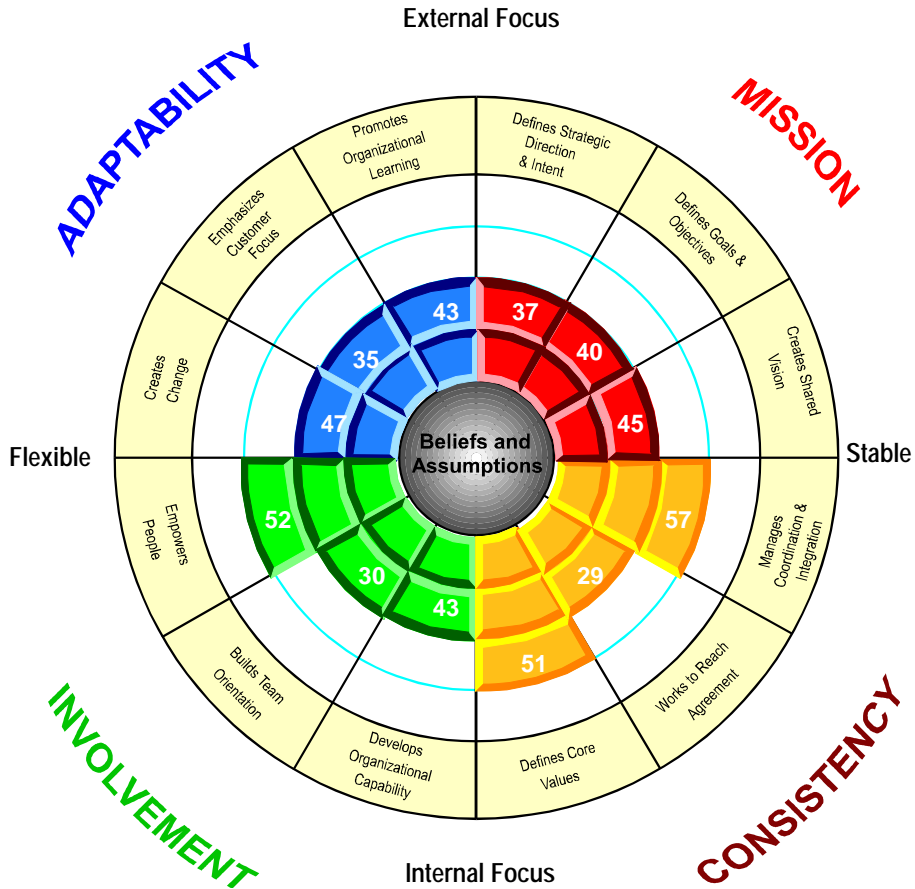 External Focus
ADAPTABILITY
MISSION
Promotes
Organizational
Learning
Defines Strategic
Direction
& Intent
Emphasizes
Customer
Focus
Defines Goals &
Objectives
Creates
Change
Creates Shared
Vision
43
37
35
40
47
45
Flexible
Beliefs and
Assumptions
Stable
52
57
30
29
43
51
Empowers
People
Manages
Coordination &
Integration
Builds Team
Orientation
Works to Reach
Agreement
Develops
Organizational
Capability
Defines Core
Values
INVOLVEMENT
CONSISTENCY
Internal Focus